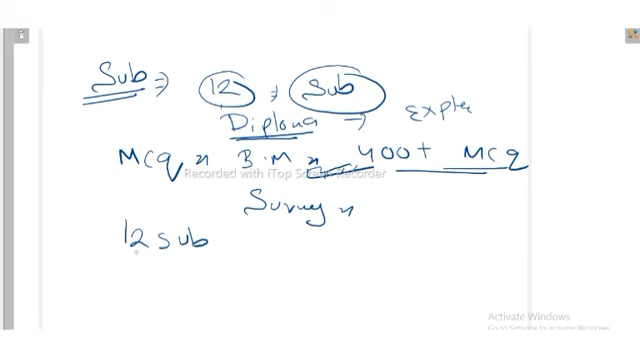 Sub ⇒ 12 ⇒ Sub
Diploma →
MCQ
B.M
400+ MCQ
Recorded with iTop Screen Recorder
Survey
12 Sub
Activate Windows
Go to Settings to activate Windows